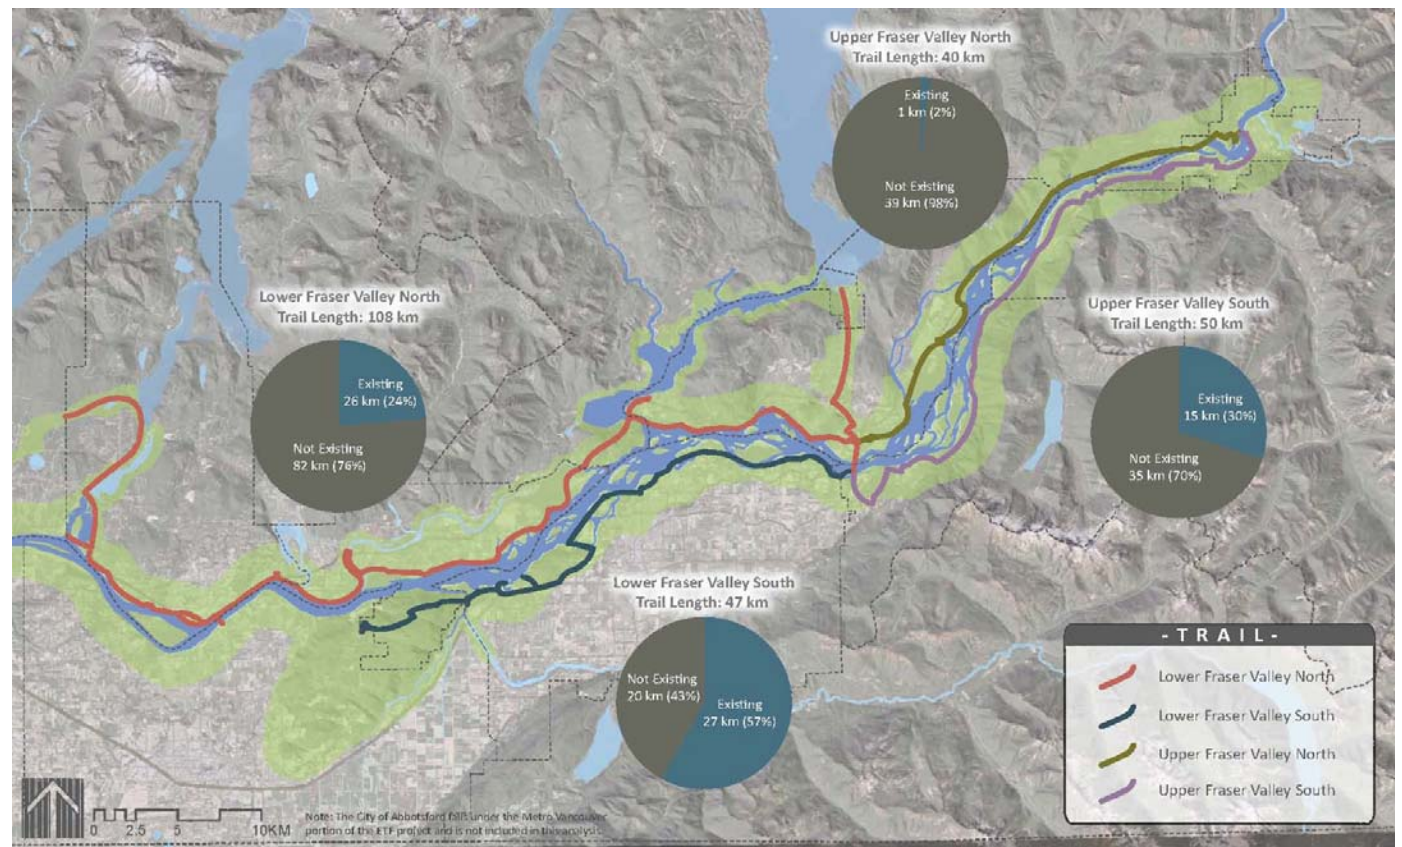 Upper Fraser Valley North
Trail Length: 40 km
Existing
1 km (2%)
Not Existing
39 km (98%)
Lower Fraser Valley North
Trail Length: 108 km
Existing
26 km (24%)
Not Existing
82 km (76%)
Upper Fraser Valley South
Trail Length: 50 km
Existing
15 km (30%)
Not Existing
35 km (70%)
Lower Fraser Valley South
Trail Length: 47 km
Not Existing
20 km (43%)
Existing
27 km (57%)
-TRAIL-
Lower Fraser Valley North
Lower Fraser Valley South
Upper Fraser Valley North
Upper Fraser Valley South
0 2.5 5 10KM
Note: The City of Abbotsford falls under the Metro Vancouver
portion of the ETF project and is not included in this analysis.